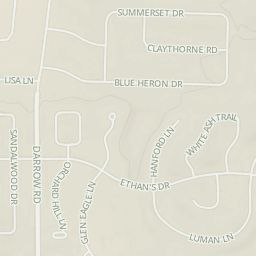 SUMMERSET DR
CLAYTHORNE RD
LISA LN
BLUE HERON DR
HANFORD LN
WHITE ASH TRAIL
SANDALWOOD DR
DARROW RD
ORCHARD HILL LN
GLEN EAGLE LN
ETHAN'S DR
LUMAN LN